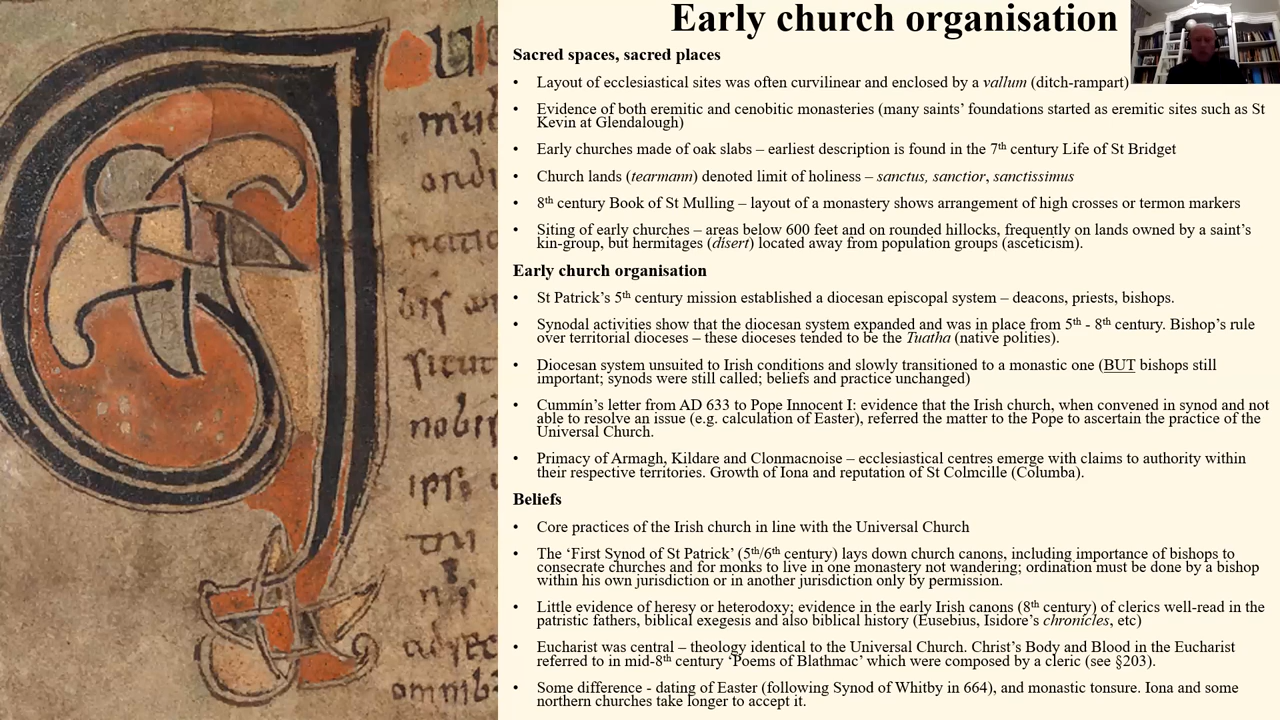 Early church organisation
Sacred spaces, sacred places
• Layout of ecclesiastical sites was often curvilinear and enclosed by a vallum (ditch-rampart)
• Evidence of both eremitic and cenobitic monasteries (many saints’ foundations started as eremitic sites such as St
Kevin at Glendalough)
• Early churches made of oak slabs – earliest description is found in the 7th century Life of St Bridget
• Church lands (tearmann) denoted limit of holiness – sanctus, sanctior, sanctissimus
• 8th century Book of St Mulling – layout of a monastery shows arrangement of high crosses or termon markers
• Siting of early churches – areas below 600 feet and on rounded hillocks, frequently on lands owned by a saint’s
kin-group, but hermitages (dísert) located away from population groups (asceticism).
Early church organisation
• St Patrick’s 5th century mission established a diocesan episcopal system – deacons, priests, bishops.
• Synodal activities show that the diocesan system expanded and was in place from 5th - 8th century. Bishop’s rule
over territorial dioceses – these dioceses tended to be the Tuatha (native polities).
• Diocesan system unsuited to Irish conditions and slowly transitioned to a monastic one (BUT bishops still
important; synods were still called; beliefs and practice unchanged)
• Cummín’s letter from AD 633 to Pope Innocent I: evidence that the Irish church, when convened in synod and not
able to resolve an issue (e.g. calculation of Easter), referred the matter to the Pope to ascertain the practice of the
Universal Church.
• Primacy of Armagh, Kildare and Clonmacnoise – ecclesiastical centres emerge with claims to authority within
their respective territories. Growth of Iona and reputation of St Colmcille (Columba).
Beliefs
• Core practices of the Irish church in line with the Universal Church
• The ‘First Synod of St Patrick’ (5th/6th century) lays down church canons, including importance of bishops to
consecrate churches and for monks to live in one monastery not wandering; ordination must be done by a bishop
within his own jurisdiction or in another jurisdiction only by permission.
• Little evidence of heresy or heterodoxy; evidence in the early Irish canons (8th century) of clerics well-read in the
patristic fathers, biblical exegesis and also biblical history (Eusebius, Isidore’s chronicles, etc)
• Eucharist was central – theology identical to the Universal Church. Christ’s Body and Blood in the Eucharist
referred to in mid-8th century ‘Poems of Blathmac’ which were composed by a cleric (see §203).
• Some difference - dating of Easter (following Synod of Whitby in 664), and monastic tonsure. Iona and some
northern churches take longer to accept it.